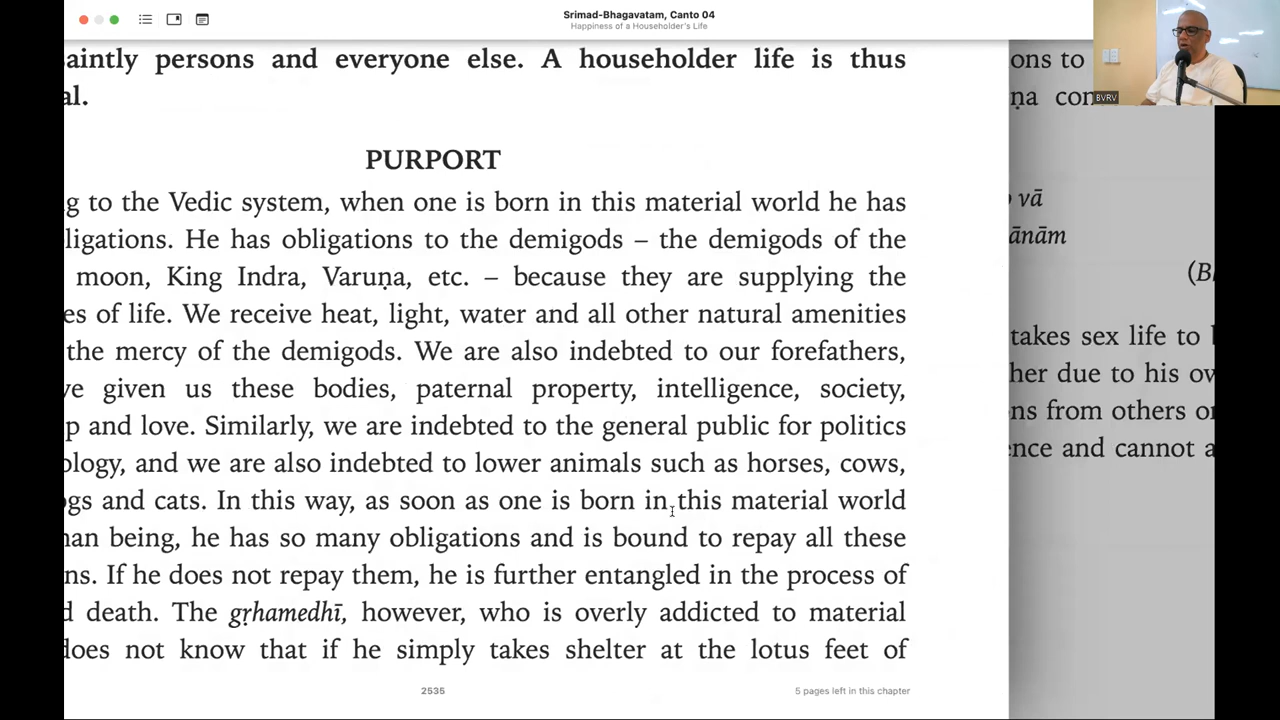 Srimad-Bhagavatam, Canto 04
Happiness of a Householder's Life
BVRV
saintly persons and everyone else. A householder life is thus
al.
PURPORT
g to the Vedic system, when one is born in this material world he has
ligations. He has obligations to the demigods – the demigods of the
moon, King Indra, Varuṇa, etc. – because they are supplying the
es of life. We receive heat, light, water and all other natural amenities
the mercy of the demigods. We are also indebted to our forefathers,
ve given us these bodies, paternal property, intelligence, society,
p and love. Similarly, we are indebted to the general public for politics
ology, and we are also indebted to lower animals such as horses, cows,
ogs and cats. In this way, as soon as one is born in this material world
man being, he has so many obligations and is bound to repay all these
ns. If he does not repay them, he is further entangled in the process of
d death. The gṛhamedhī, however, who is overly addicted to material
does not know that if he simply takes shelter at the lotus feet of
2535
5 pages left in this chapter
ons to
ṇa con
vā
ānām
(B
takes sex life to
her due to his ov
ns from others or
ence and cannot a